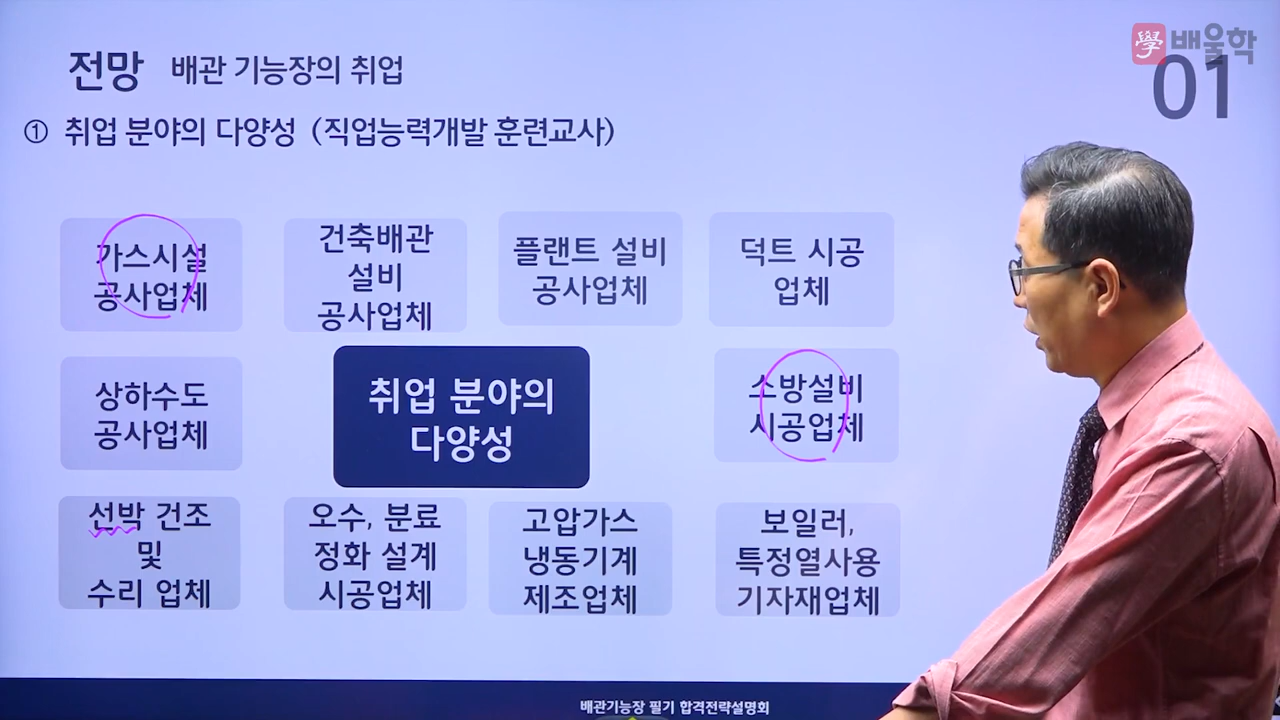 學 배울학
전망 배관 기능장의 취업
01
① 취업 분야의 다양성 (직업능력개발 훈련교사)
가스시설
공사업체
건축배관
설비
공사업체
플랜트 설비
공사업체
덕트 시공
업체
상하수도
공사업체
취업 분야의
다양성
소방설비
시공업체
선박 건조
및
수리 업체
오수, 분료
정화 설계
시공업체
고압가스
냉동기계
제조업체
보일러,
특정열사용
기자재업체
배관기능장 필기 합격전략설명회